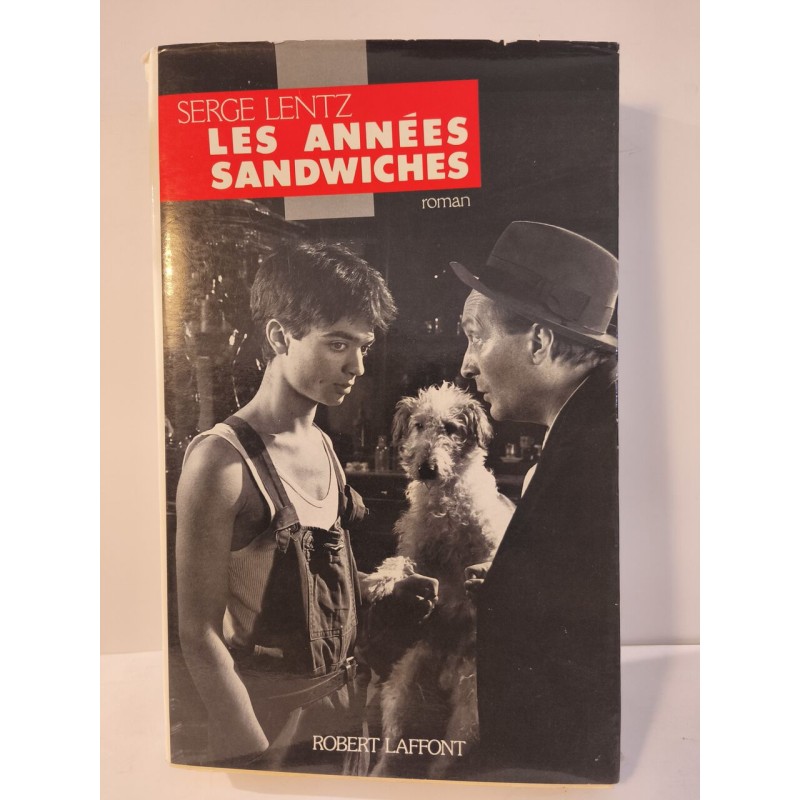 SERGE LENTZ
LES ANNÉES
SANDWICHES
roman
ROBERT LAFFONT